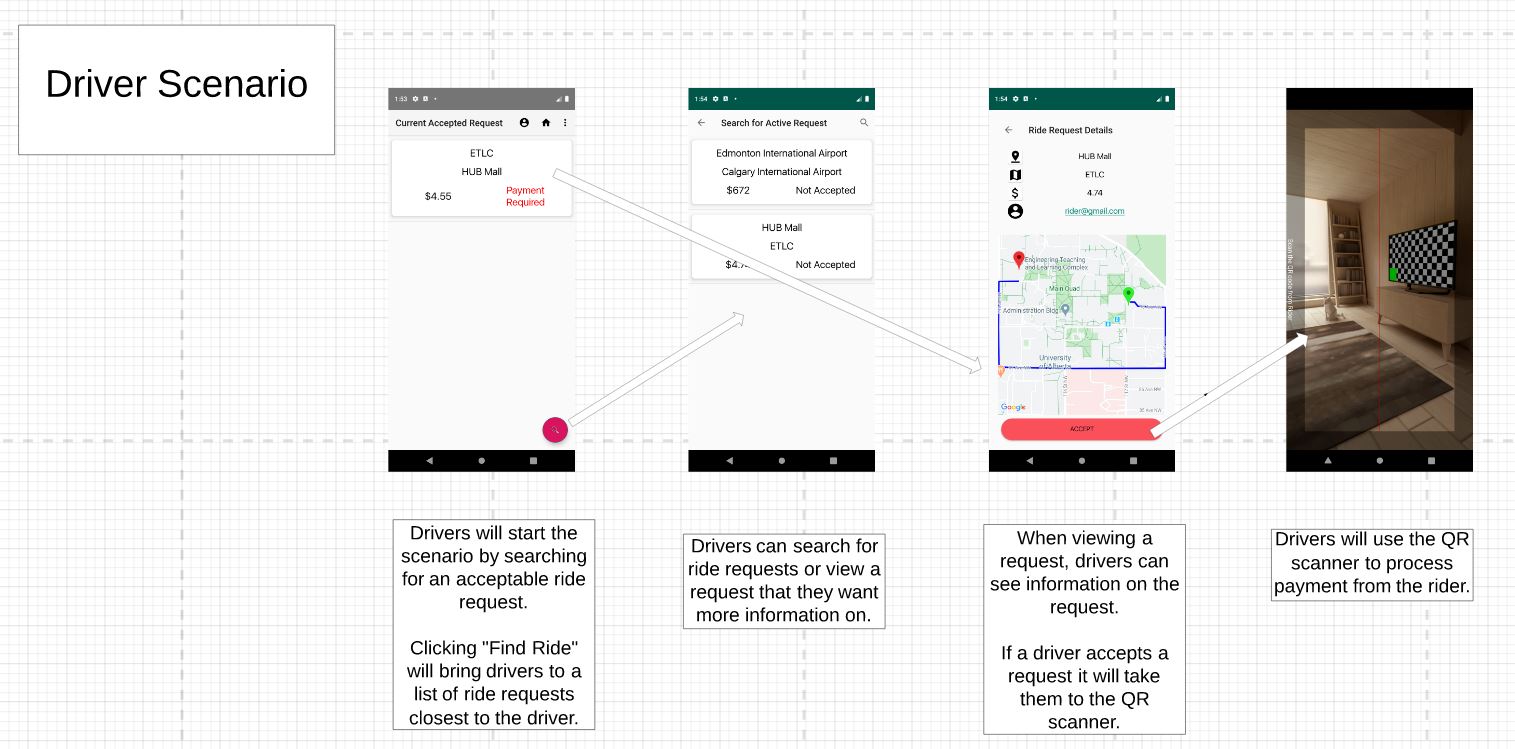 Driver Scenario
1:53
Current Accepted Request
ETLC
HUB Mall
$4.55
Payment
Required
1:54
Search for Active Request
Edmonton International Airport
Calgary International Airport
$672
Not Accepted
HUB Mall
ETLC
Not Accepted
1:54
Ride Request Details
HUB Mall
ETLC
4.74
rider@gmail.com
Engineering Teaching
and Learning Complex
Main Quad
Administration Bldg
University
of Alberta
Google
ACCEPT
Scan the QR code from Rider
Drivers will start the
scenario by searching
for an acceptable ride
request.
Clicking "Find Ride"
will bring drivers to a
list of ride requests
closest to the driver.
Drivers can search for
ride requests or view a
request that they want
more information on.
When viewing a
request, drivers can
see information on the
request.
If a driver accepts a
request it will take
them to the QR
scanner.
Drivers will use the QR
scanner to process
payment from the rider.